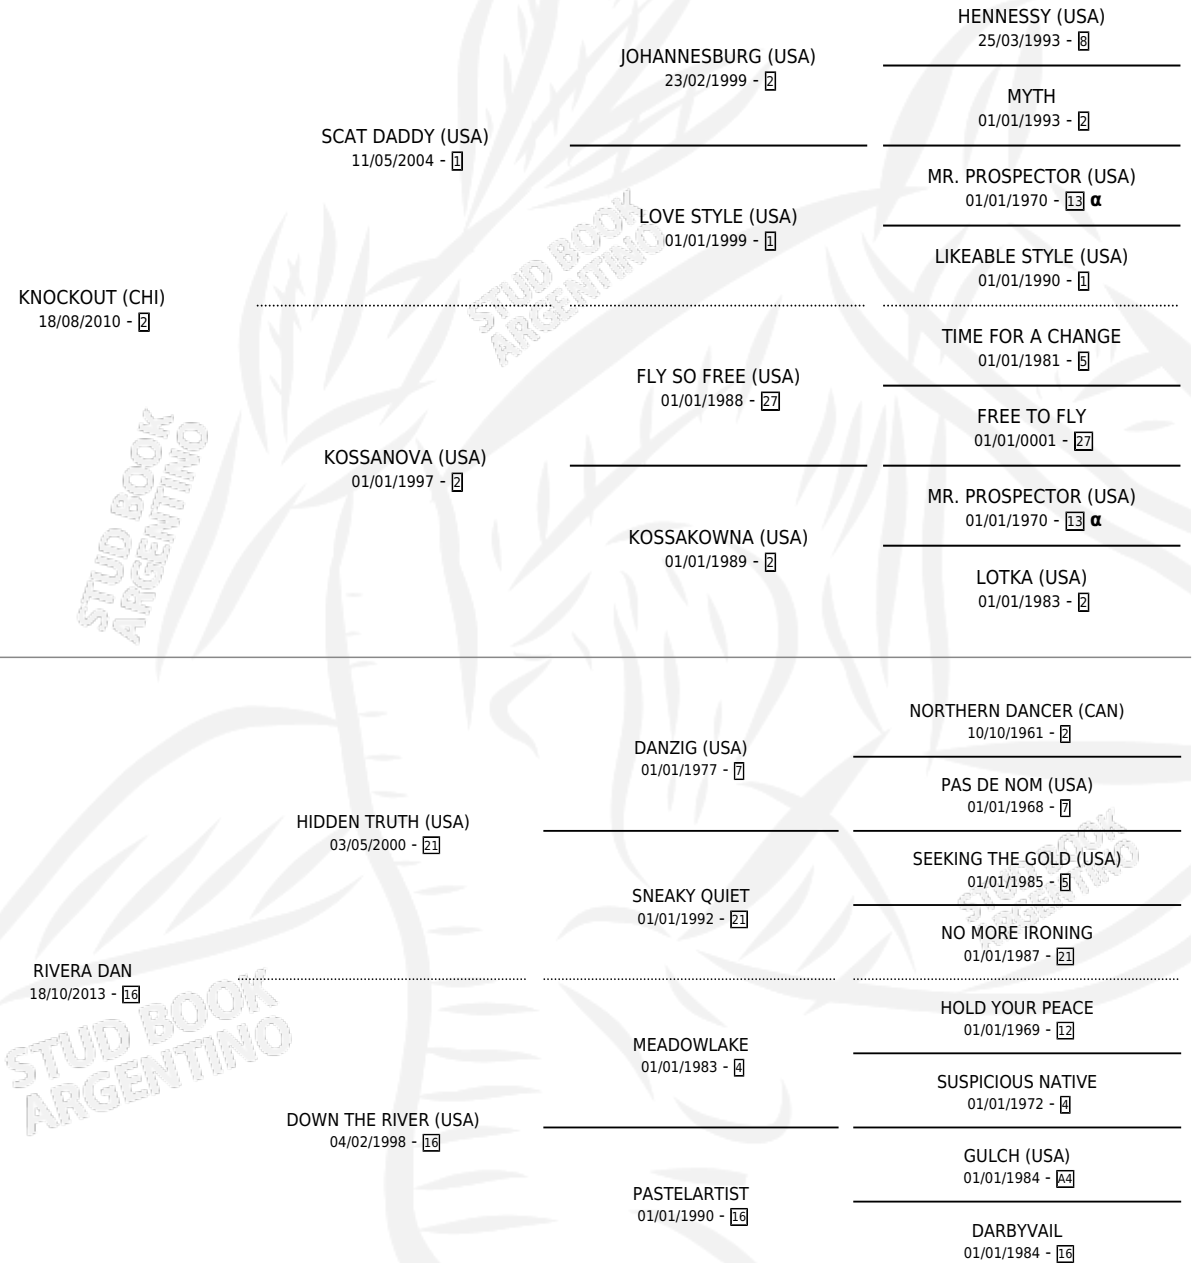 HENNESSY (USA)
25/03/1993 - 8
JOHANNESBURG (USA)
23/02/1999 - 2
MYTH
01/01/1993 - 2
SCAT DADDY (USA)
11/05/2004 - 1
MR. PROSPECTOR (USA)
01/01/1970 - 13 α
LOVE STYLE (USA)
01/01/1999 - 1
LIKEABLE STYLE (USA)
01/01/1990 - 1
KNOCKOUT (CHI)
18/08/2010 - 2
TIME FOR A CHANGE
01/01/1981 - 5
FLY SO FREE (USA)
01/01/1988 - 27
FREE TO FLY
01/01/0001 - 27
KOSSANOVA (USA)
01/01/1997 - 2
MR. PROSPECTOR (USA)
01/01/1970 - 13 α
KOSSAKOWNA (USA)
01/01/1989 - 2
LOTKA (USA)
01/01/1983 - 2
STUD BOOK
ARGENTINO
STUD BOOK
ARGENTINO
NORTHERN DANCER (CAN)
10/10/1961 - 2
DANZIG (USA)
01/01/1977 - 7
PAS DE NOM (USA)
01/01/1968 - 7
HIDDEN TRUTH (USA)
03/05/2000 - 21
SEEKING THE GOLD (USA)
01/01/1985 - 5
SNEAKY QUIET
01/01/1992 - 21
NO MORE IRONING
01/01/1987 - 21
RIVERA DAN
18/10/2013 - 16
HOLD YOUR PEACE
01/01/1969 - 12
MEADOWLAKE
01/01/1983 - 4
SUSPICIOUS NATIVE
01/01/1972 - 4
DOWN THE RIVER (USA)
04/02/1998 - 16
GULCH (USA)
01/01/1984 - A4
PASTELARTIST
01/01/1990 - 16
DARBYVAIL
01/01/1984 - 16
STUD BOOK
ARGENTINO
STUD BOOK
ARGENTINO